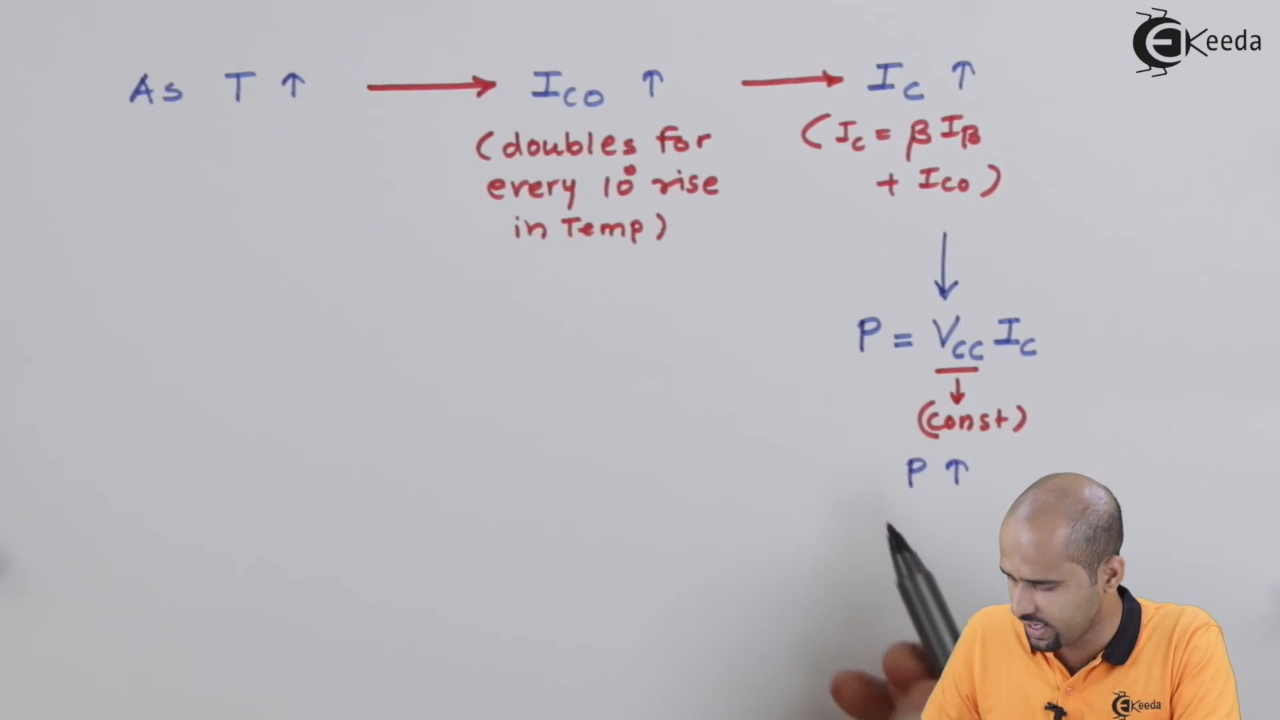 Keeda
As T ↑ → I_CO ↑ → I_C ↑
(doubles for
every 10° rise
in Temp)
(I_C = β I_B
+ I_CO)
↓
P = V_CC I_C
↓
(const)
P ↑
Keeda